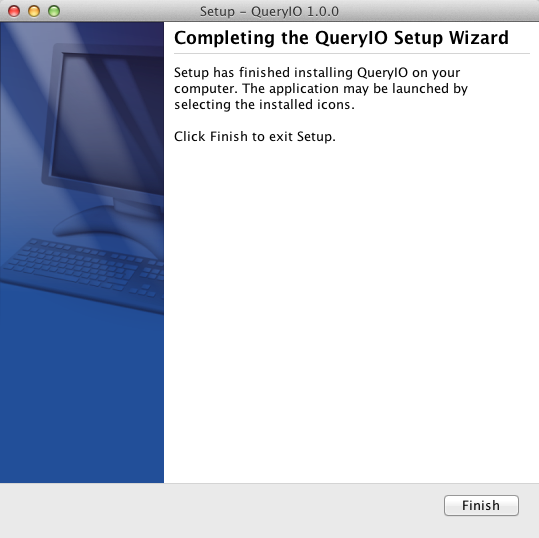 Setup – QueryIO 1.0.0
Completing the QueryIO Setup Wizard
Setup has finished installing QueryIO on your
computer. The application may be launched by
selecting the installed icons.
Click Finish to exit Setup.
Finish